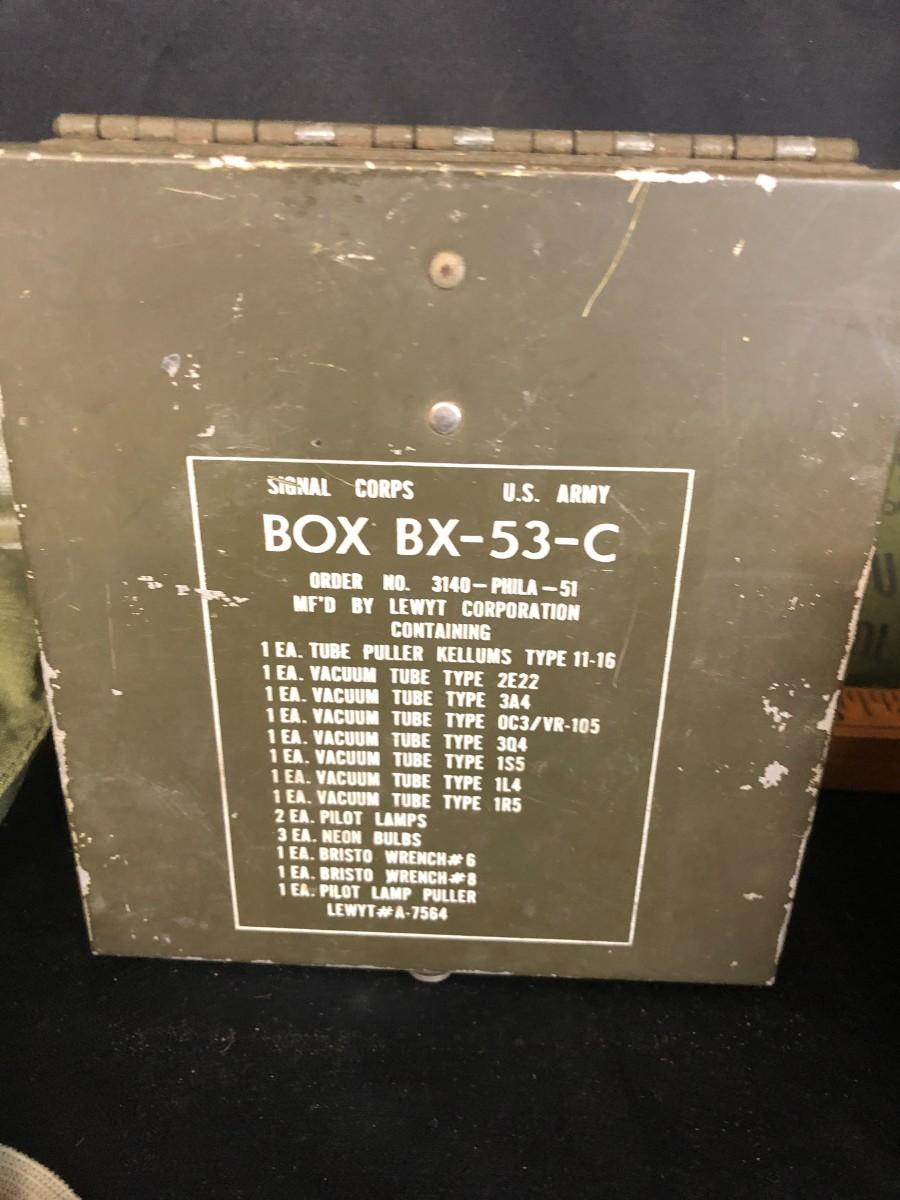 SIGNAL CORPS U.S. ARMY
BOX BX-53-C
ORDER NO. 3140-PHILA-51
MF'D BY LEWYT CORPORATION
CONTAINING
1 EA. TUBE PULLER KELLUMS TYPE 11-16
1 EA. VACUUM TUBE TYPE 2E22
1 EA. VACUUM TUBE TYPE 3A4
1 EA. VACUUM TUBE TYPE OC3/VR-105
1 EA. VACUUM TUBE TYPE 3Q4
1 EA. VACUUM TUBE TYPE 1S5
1 EA. VACUUM TUBE TYPE 1L4
1 EA. VACUUM TUBE TYPE 1R5
2 EA. PILOT LAMPS
3 EA. NEON BULBS
1 EA. BRISTO WRENCH#6
1 EA. BRISTO WRENCH#8
1 EA. PILOT LAMP PULLER
LEWYT#A-7564